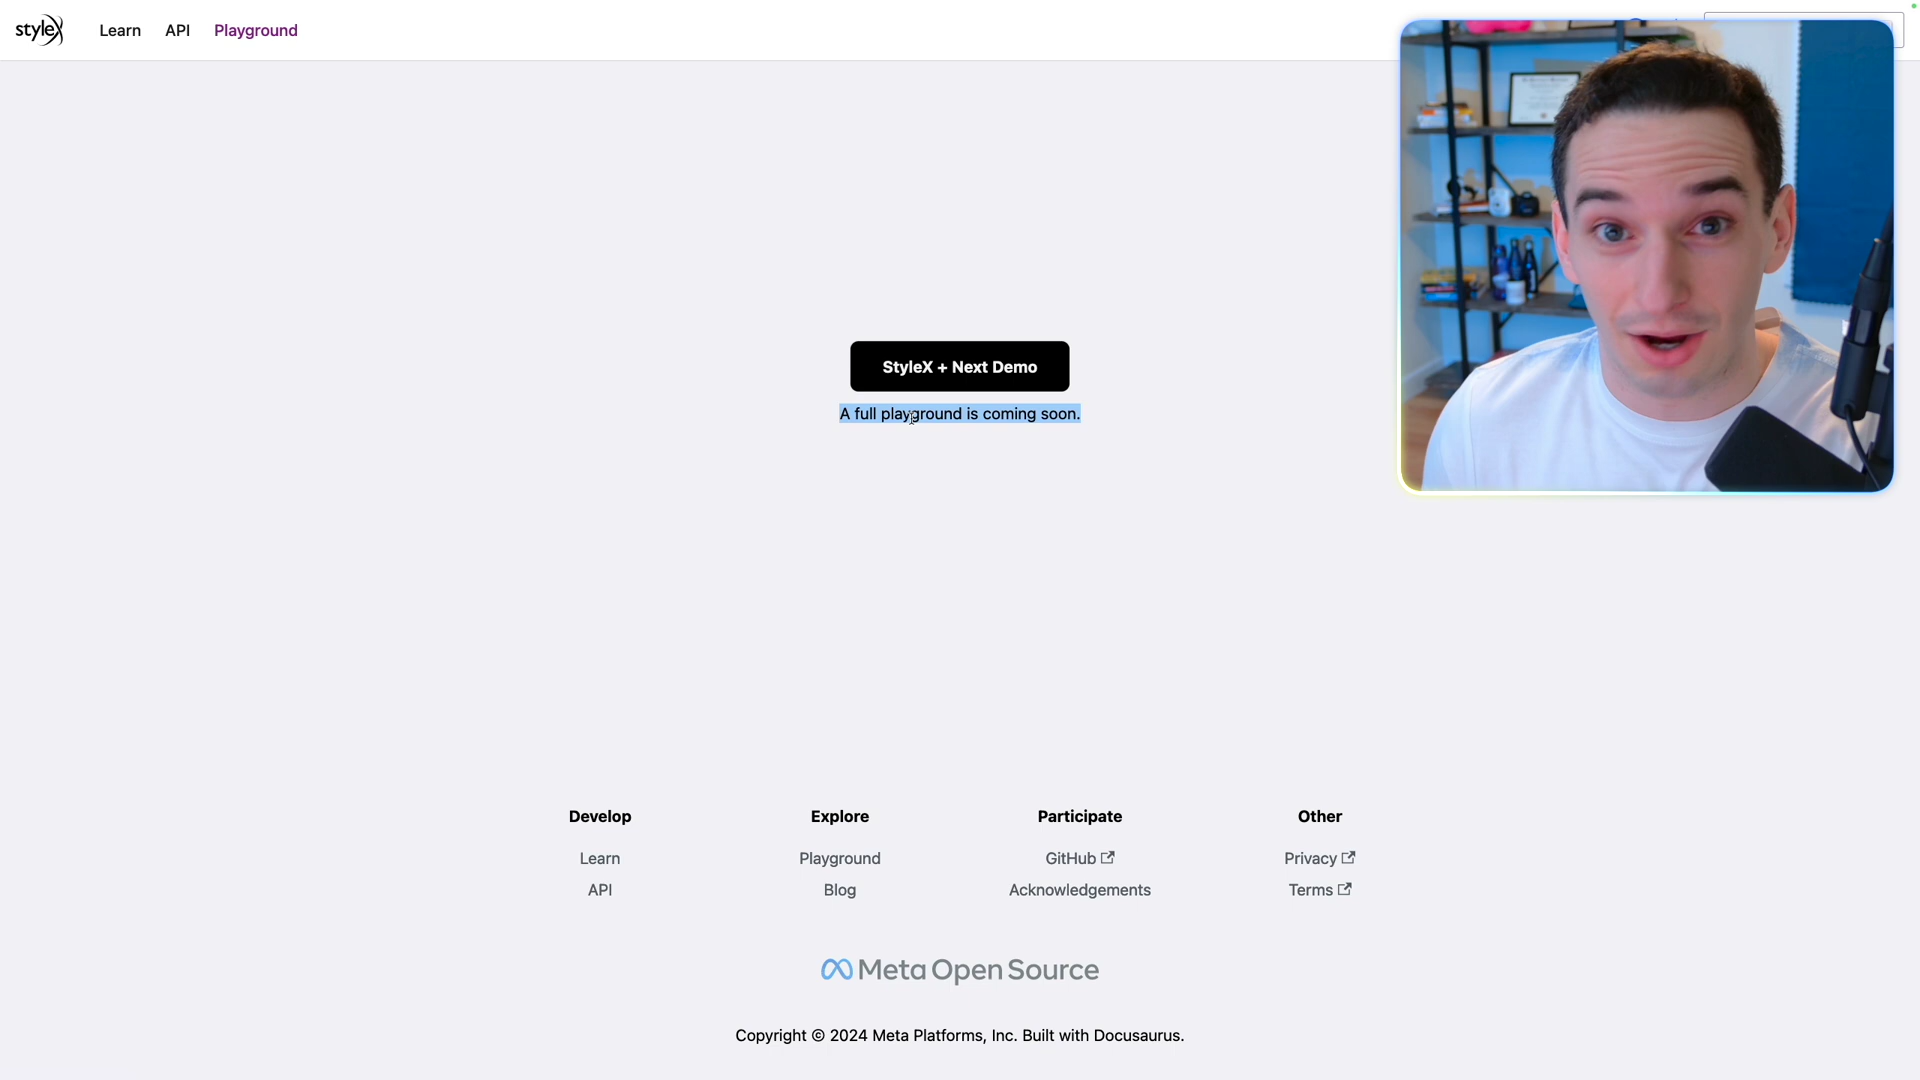 stylex
Learn
API
Playground
StyleX + Next Demo
A full playground is coming soon.
Develop
Learn
API
Explore
Playground
Blog
Participate
GitHub
Acknowledgements
Other
Privacy
Terms
Meta Open Source
Copyright © 2024 Meta Platforms, Inc. Built with Docusaurus.